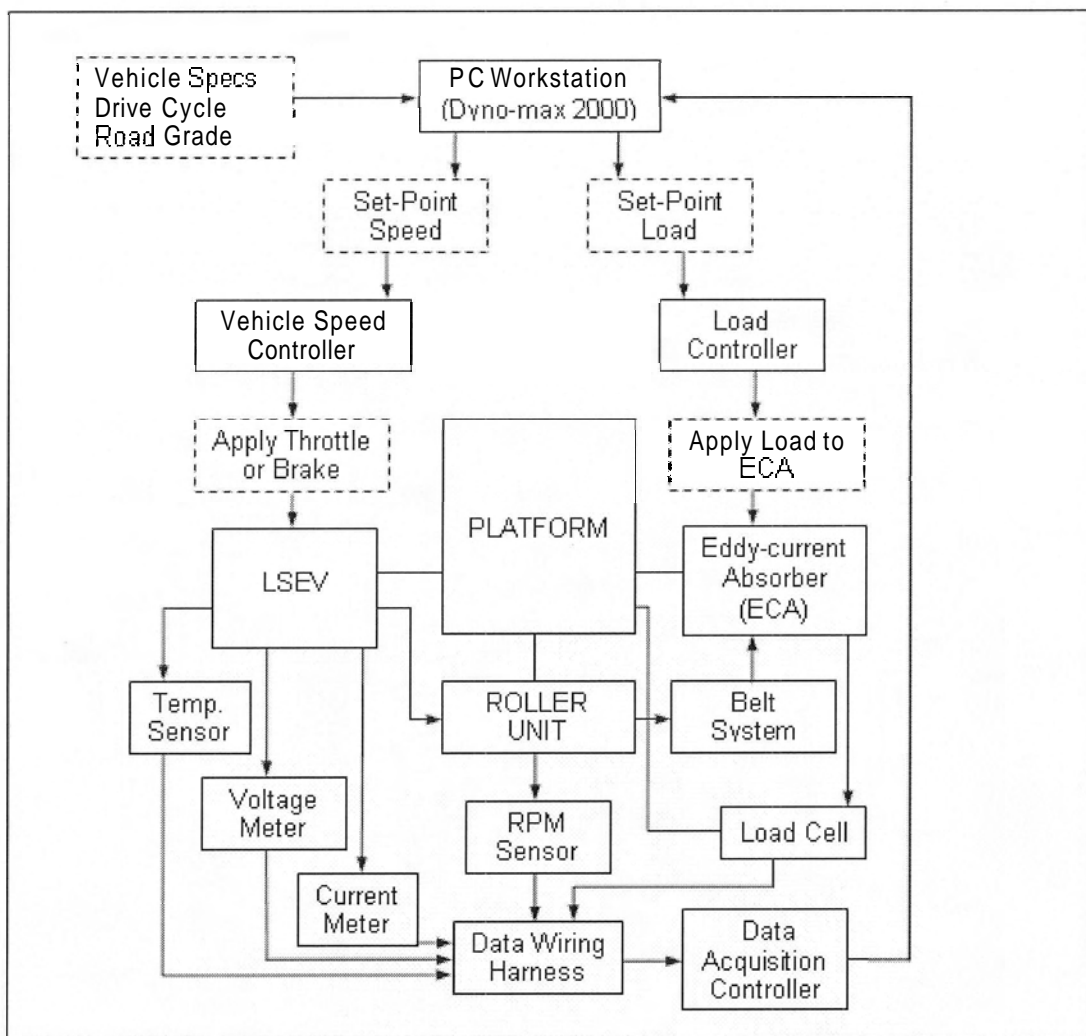 Vehicle Specs
Drive Cycle
Road Grade
PC Workstation
(Dyno-max 2000)
Set-Point
Speed
Set-Point
Load
Vehicle Speed
Controller
Load
Controller
Apply Throttle
or Brake
Apply Load to
ECA
PLATFORM
LSEV
Eddy-current
Absorber
(ECA)
Temp.
Sensor
ROLLER
UNIT
Belt
System
Voltage
Meter
RPM
Sensor
Load Cell
Current
Meter
Data Wiring
Harness
Data
Acquisition
Controller